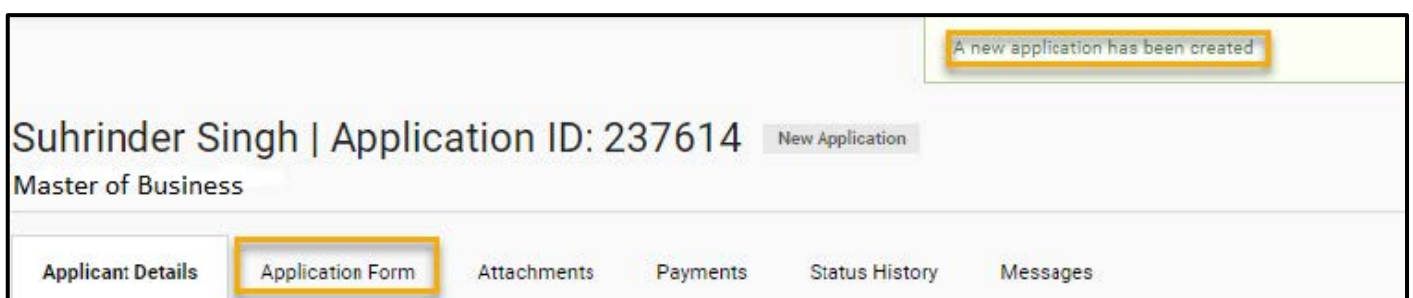 A new application has been created
Suhrinder Singh | Application ID: 237614 New Application
Master of Business
Applicant Details Application Form Attachments Payments Status History Messages